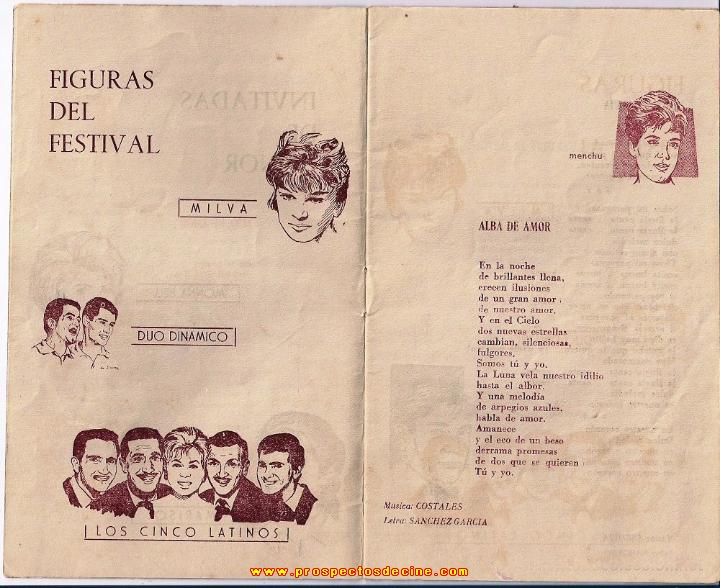 FIGURAS
DEL
FESTIVAL
MILVA
DUO DINAMICO
LOS CINCO LATINOS
menchu
ALBA DE AMOR
En la noche
de brillantes llena,
crecen ilusiones
de un gran amor,
de nuestro amor.
Y en el Cielo
dos nuevas estrellas
cambian, silenciosas,
fulgores.
Somos tú y yo.
La Luna vela nuestro idilio
hasta el albor.
Y una melodía
de arpegios azules,
habla de amor.
Amanece
y el eco de un beso
derrama promesas
de dos que se quieren
Tú y yo.
Musica: COSTALES
Letra: SANCHEZ GARCIA
www.prospectosdecine.com